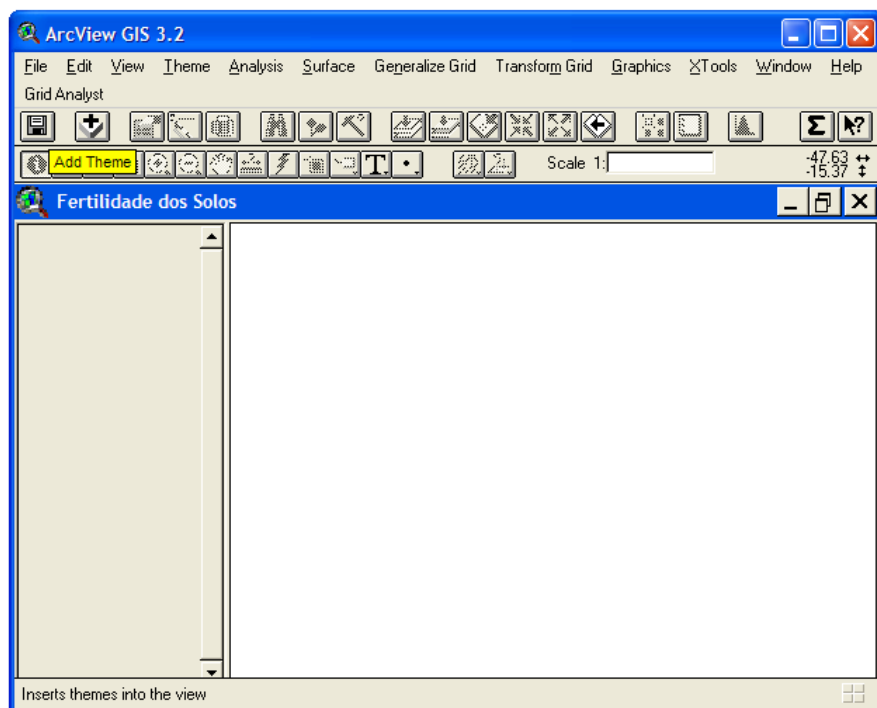 ArcView GIS 3.2
File Edit View Theme Analysis Surface Generalize Grid Transform Grid Graphics XTools Window Help
Grid Analyst
Add Theme T Scale 1: -47.63
-15.37
Fertilidade dos Solos
Inserts themes into the view